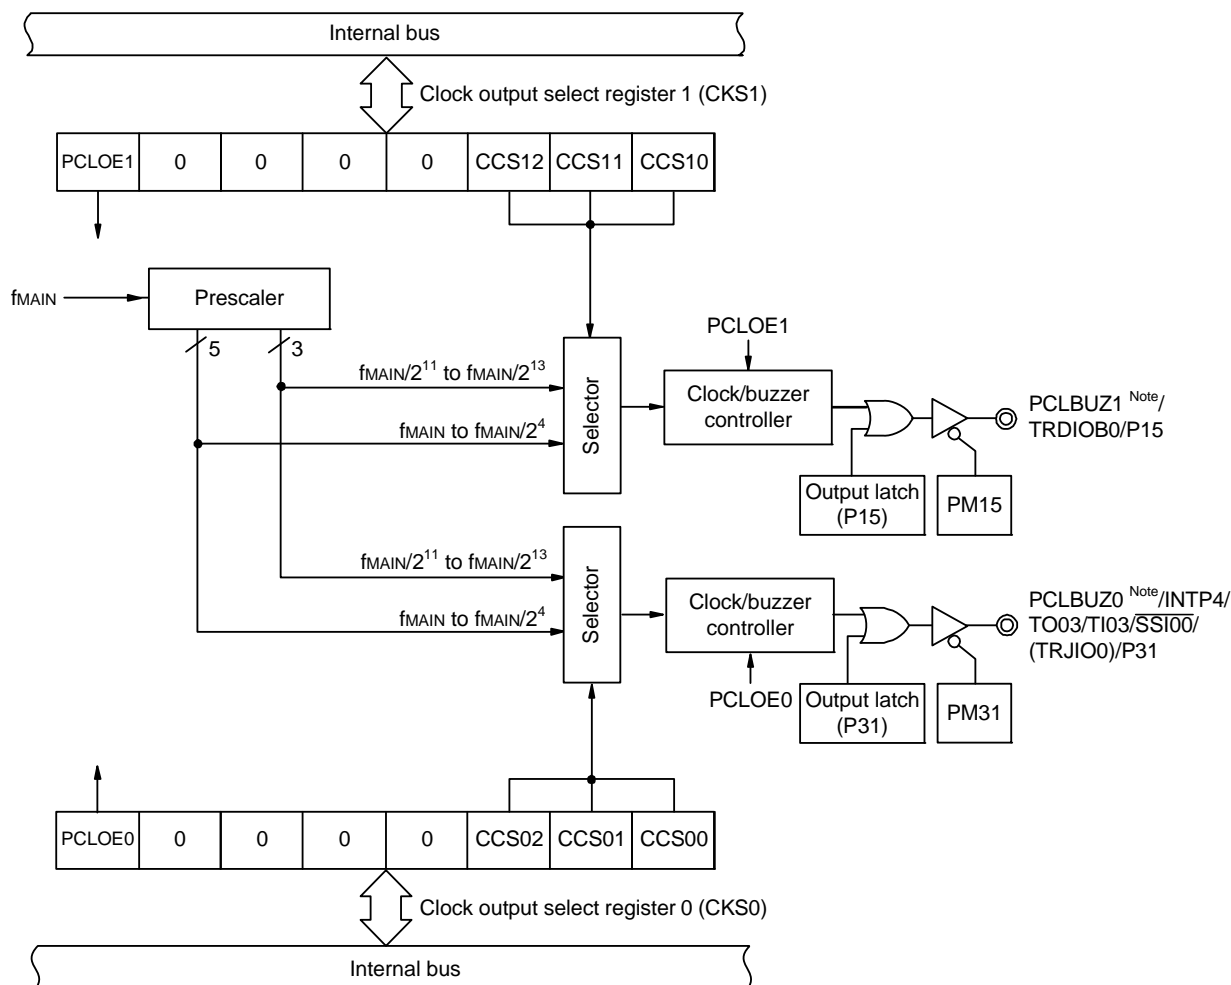 Internal bus
Clock output select register 1 (CKS1)
PCLOE1 0 0 0 0 CCS12 CCS11 CCS10
fMAIN
Prescaler
5 3
PCLOE1
fMAIN/2¹¹ to fMAIN/2¹³
fMAIN to fMAIN/2⁴
Selector
Clock/buzzer
controller
PCLBUZ1 Note/
TRDIOB0/P15
Output latch
(P15)
PM15
fMAIN/2¹¹ to fMAIN/2¹³
fMAIN to fMAIN/2⁴
Selector
Clock/buzzer
controller
PCLBUZ0 Note/INTP4/
TO03/TI03/S̅S̅I̅0̅0̅/
(TRJIO0)/P31
PCLOE0
Output latch
(P31)
PM31
PCLOE0 0 0 0 0 CCS02 CCS01 CCS00
Clock output select register 0 (CKS0)
Internal bus